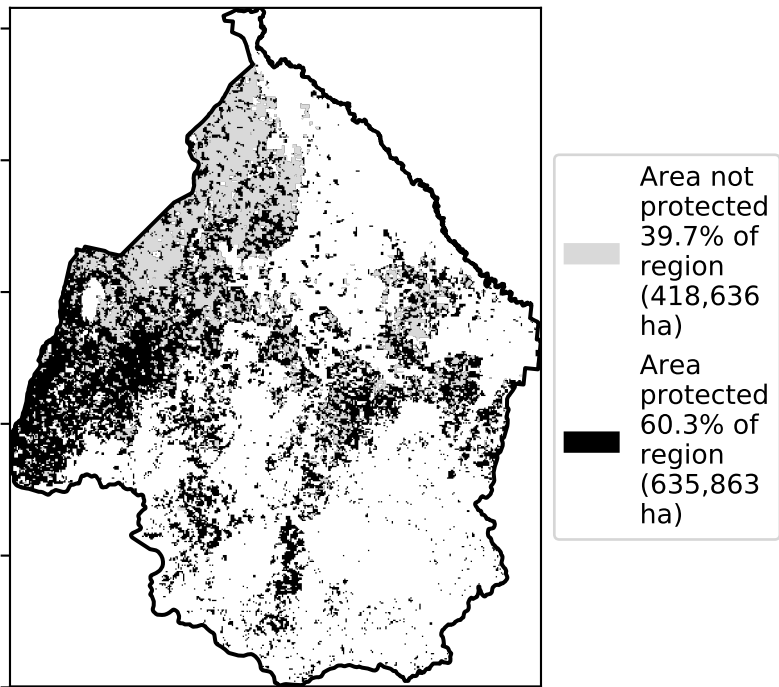 Area not
protected
39.7% of
region
(418,636
ha)
Area
protected
60.3% of
region
(635,863
ha)